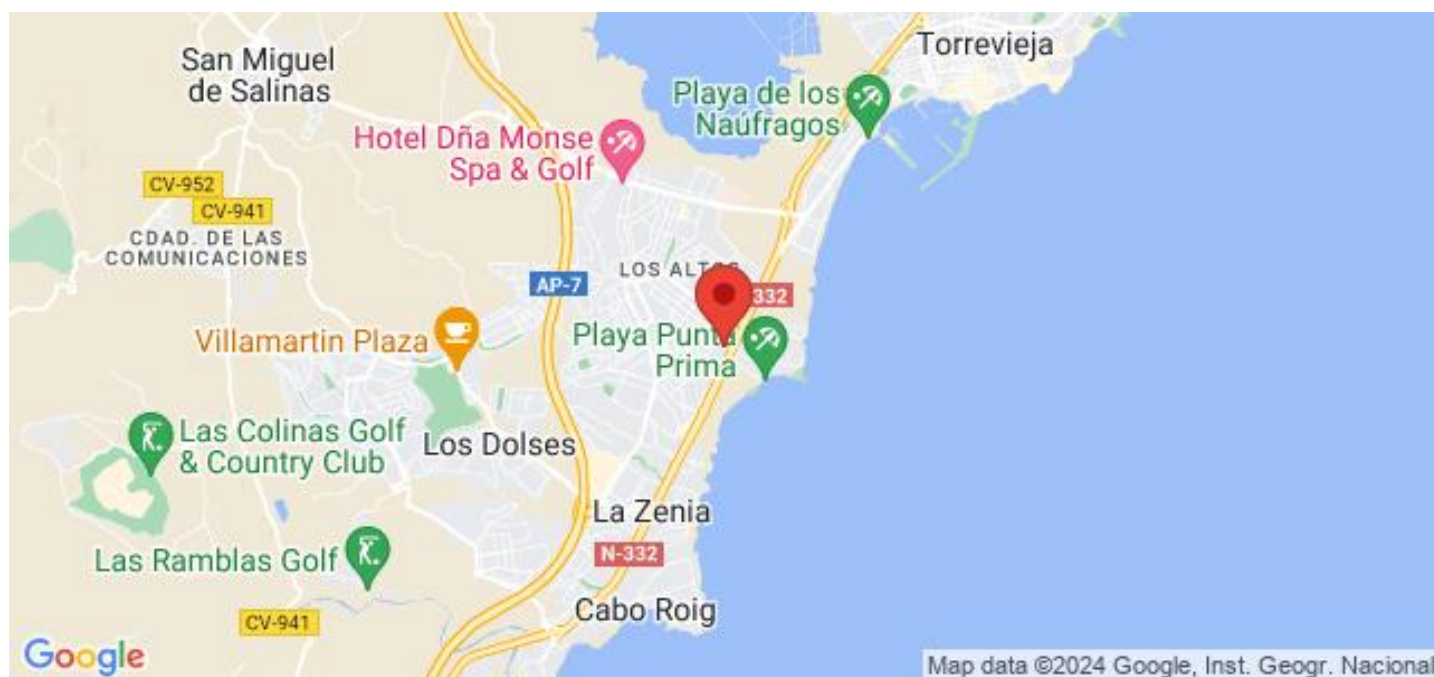 Torrevieja
San Miguel
de Salinas
Playa de los
Naúfragos
Hotel Dña Monse
Spa & Golf
CV-952
CV-941
CDAD. DE LAS
COMUNICACIONES
LOS
AP-7
332
Villamartin Plaza
Playa Punta
Prima
Las Colinas Golf
& Country Club
Los Dolses
La Zenia
N-332
Las Ramblas Golf
Cabo Roig
CV-941
Google
Map data ©2024 Google, Inst. Geogr. Nacional